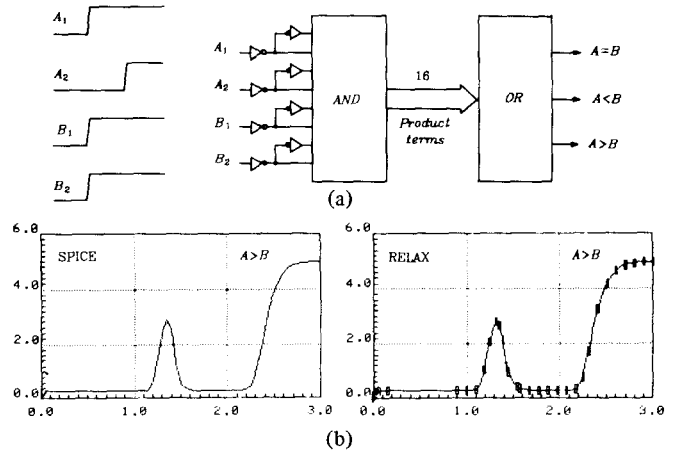 A₁
A₂
B₁
B₂
A₁
A₂
B₁
B₂
AND
16
Product
terms
OR
A=B
A<B
A>B
(a)
6.0
SPICE
A>B
4.0
2.0
0.0
0.0
1.0
2.0
3.0
6.0
RELAX
A>B
4.0
2.0
0.0
0.0
1.0
2.0
3.0
(b)